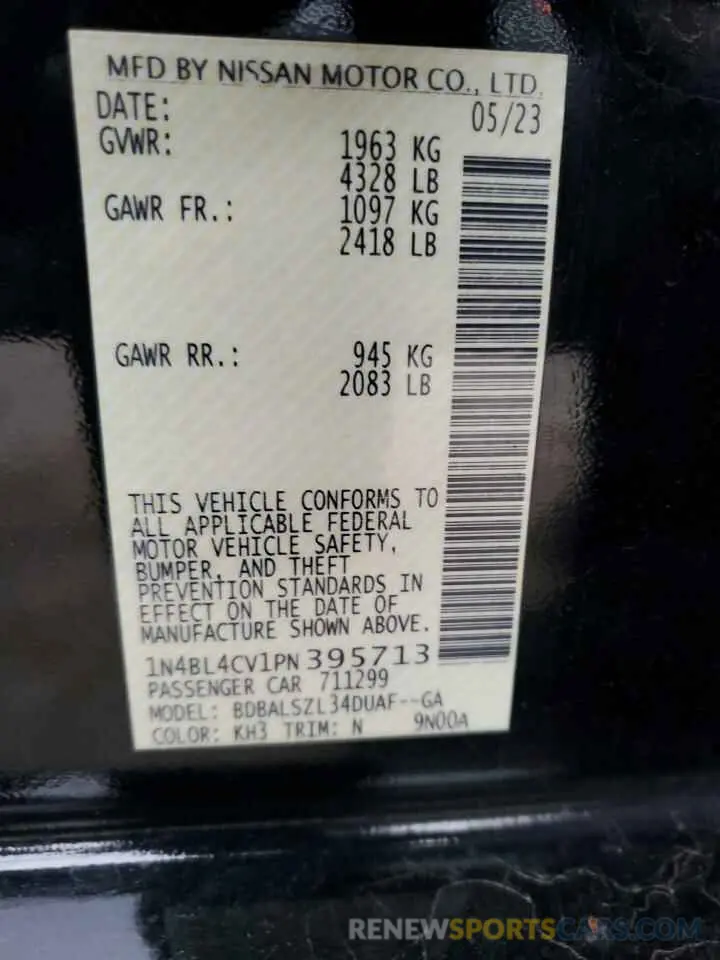 MFD BY NISSAN MOTOR CO., LTD.
DATE: 05/23
GVWR: 1963 KG
4328 LB
GAWR FR.: 1097 KG
2418 LB
GAWR RR.: 945 KG
2083 LB
THIS VEHICLE CONFORMS TO
ALL APPLICABLE FEDERAL
MOTOR VEHICLE SAFETY,
BUMPER, AND THEFT
PREVENTION STANDARDS IN
EFFECT ON THE DATE OF
MANUFACTURE SHOWN ABOVE.
1N4BL4CV1PN395713
PASSENGER CAR 711299
MODEL: BDBALSZL34DUAF--GA
COLOR: KH3 TRIM: N 9N00A
RENEWSPORTSCARS.COM